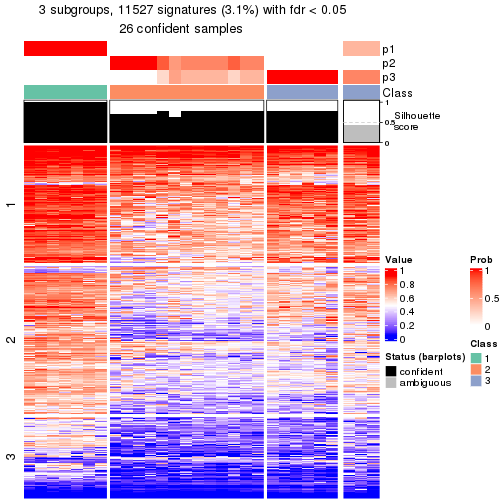 3 subgroups, 11527 signatures (3.1%) with fdr < 0.05
26 confident samples
p1
p2
p3
Class
1
0.5
0
Silhouette
score
1
2
3
Value
1
0.8
0.6
0.4
0.2
0
Status (barplots)
confident
ambiguous
Prob
1
0.5
0
Class
1
2
3